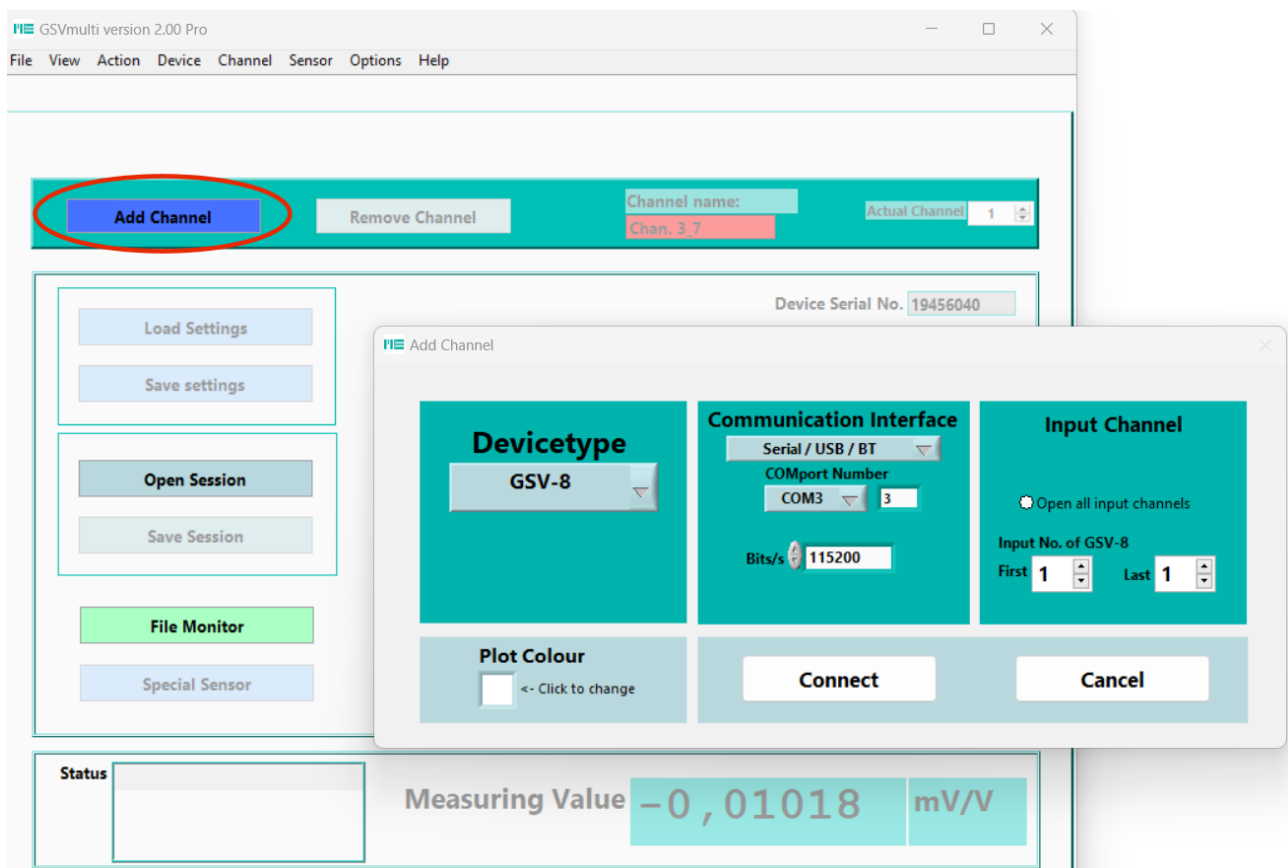 ME GSVmulti version 2.00 Pro
File View Action Device Channel Sensor Options Help
Add Channel
Remove Channel
Channel name:
Chan. 3_7
Actual Channel 1
Load Settings
Save settings
Open Session
Save Session
File Monitor
Special Sensor
Device Serial No. 19456040
ME Add Channel
Devicetype
GSV-8
Communication Interface
Serial / USB / BT
COMport Number
COM3 3
Bits/s 115200
Input Channel
Open all input channels
Input No. of GSV-8
First 1 Last 1
Plot Colour
<- Click to change
Connect
Cancel
Status
Measuring Value -0,01018 mV/V